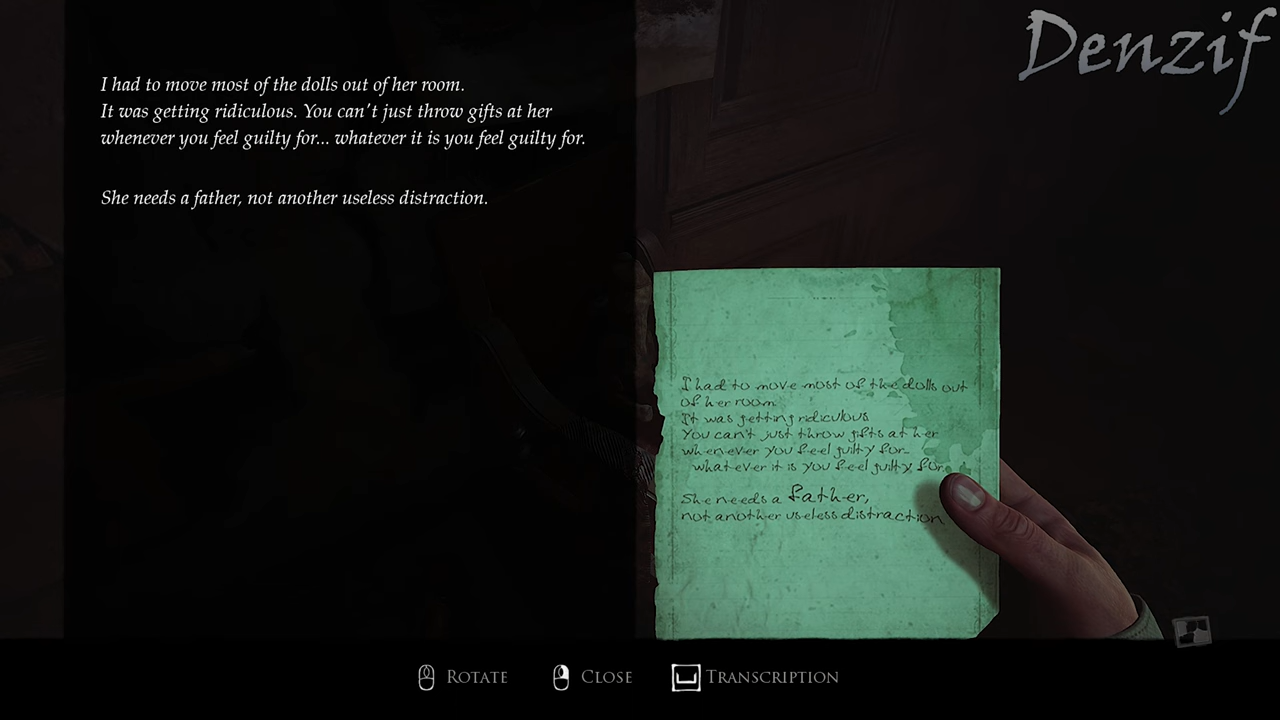 Denzif
I had to move most of the dolls out of her room.
It was getting ridiculous. You can't just throw gifts at her
whenever you feel guilty for... whatever it is you feel guilty for.
She needs a father, not another useless distraction.
I had to move most of the dolls out
of her room.
It was getting ridiculous
You can't just throw gifts at her
whenever you feel guilty for...
whatever it is you feel guilty for.
She needs a father,
not another useless distraction
ROTATE
CLOSE
TRANSCRIPTION